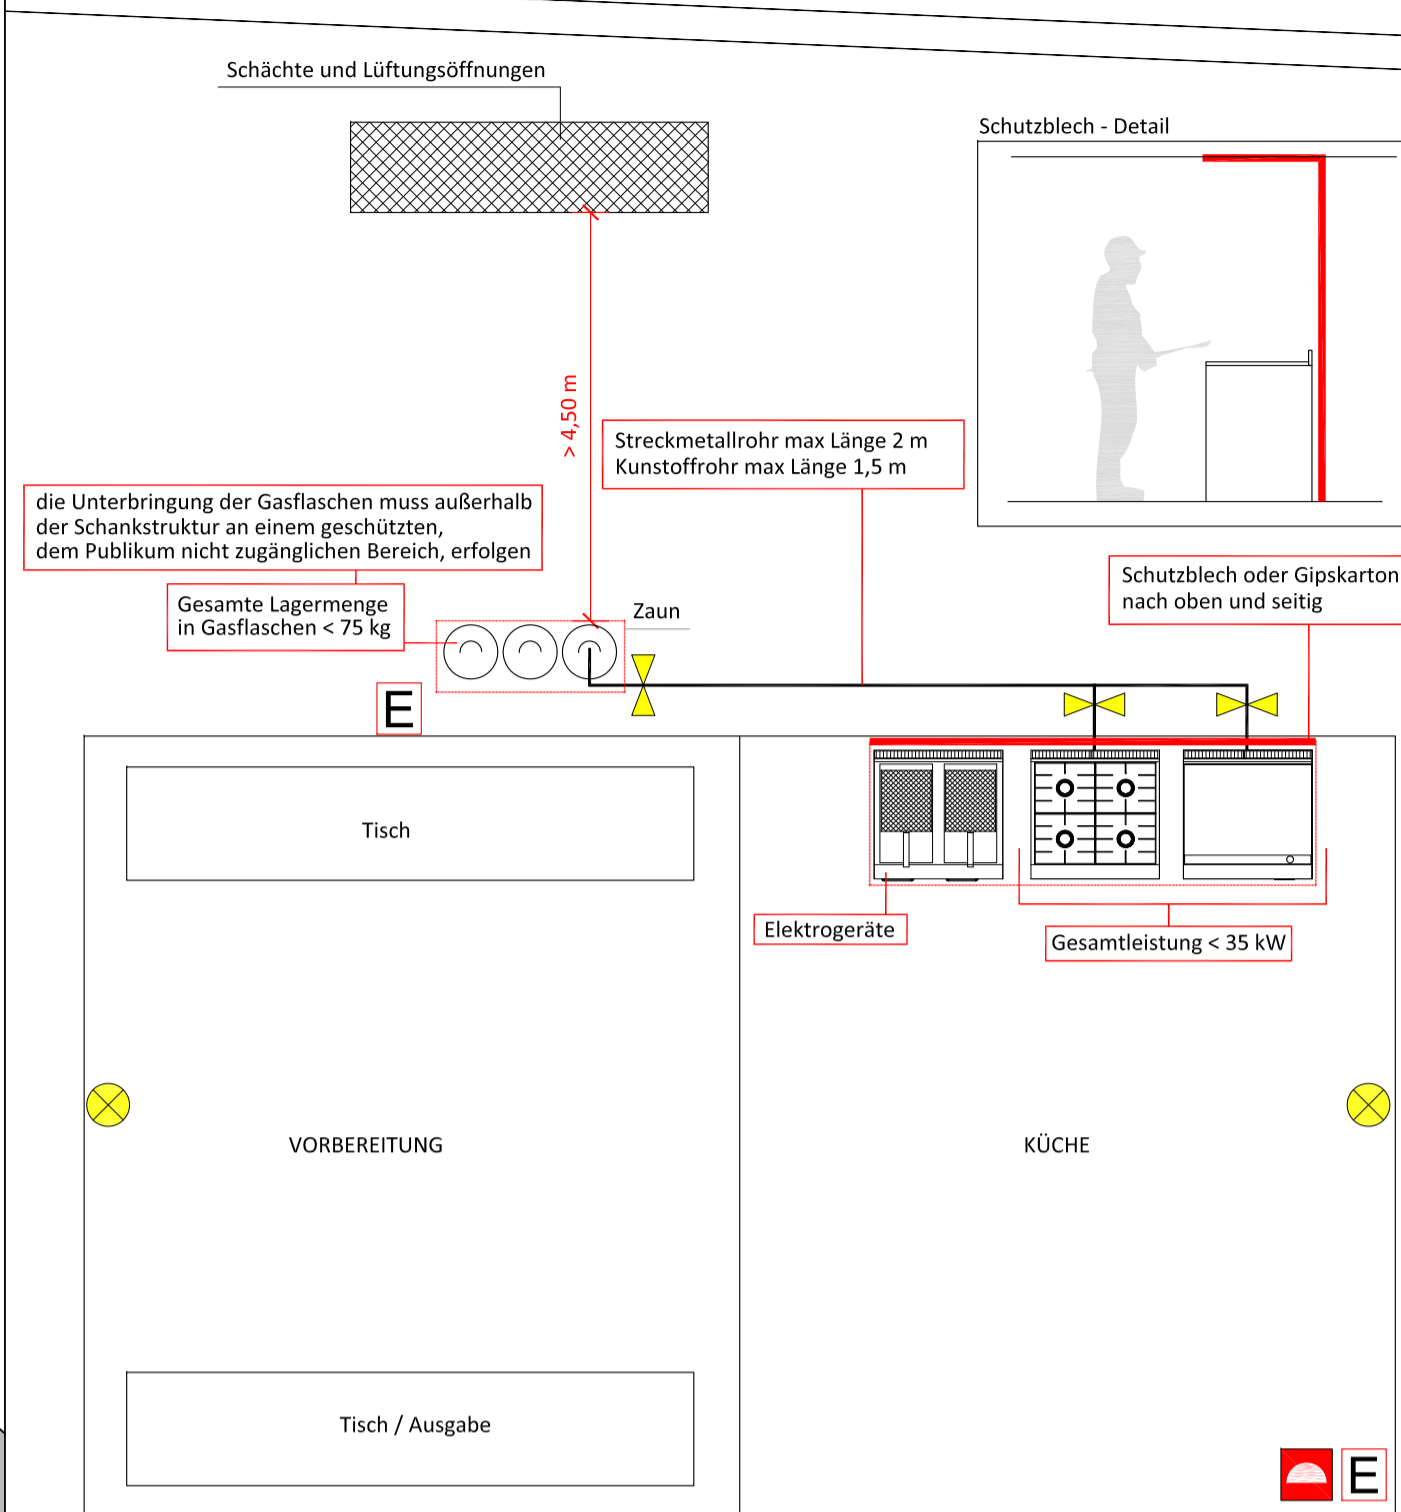 Schächte und Lüftungsöffnungen
Schutzblech - Detail
> 4,50 m
Streckmetallrohr max Länge 2 m
Kunstoffrohr max Länge 1,5 m
die Unterbringung der Gasflaschen muss außerhalb
der Schankstruktur an einem geschützten,
dem Publikum nicht zugänglichen Bereich, erfolgen
Schutzblech oder Gipskarton
nach oben und seitig
Gesamte Lagermenge
in Gasflaschen < 75 kg
Zaun
E
Tisch
Elektrogeräte
Gesamtleistung < 35 kW
VORBEREITUNG
KÜCHE
Tisch / Ausgabe
E